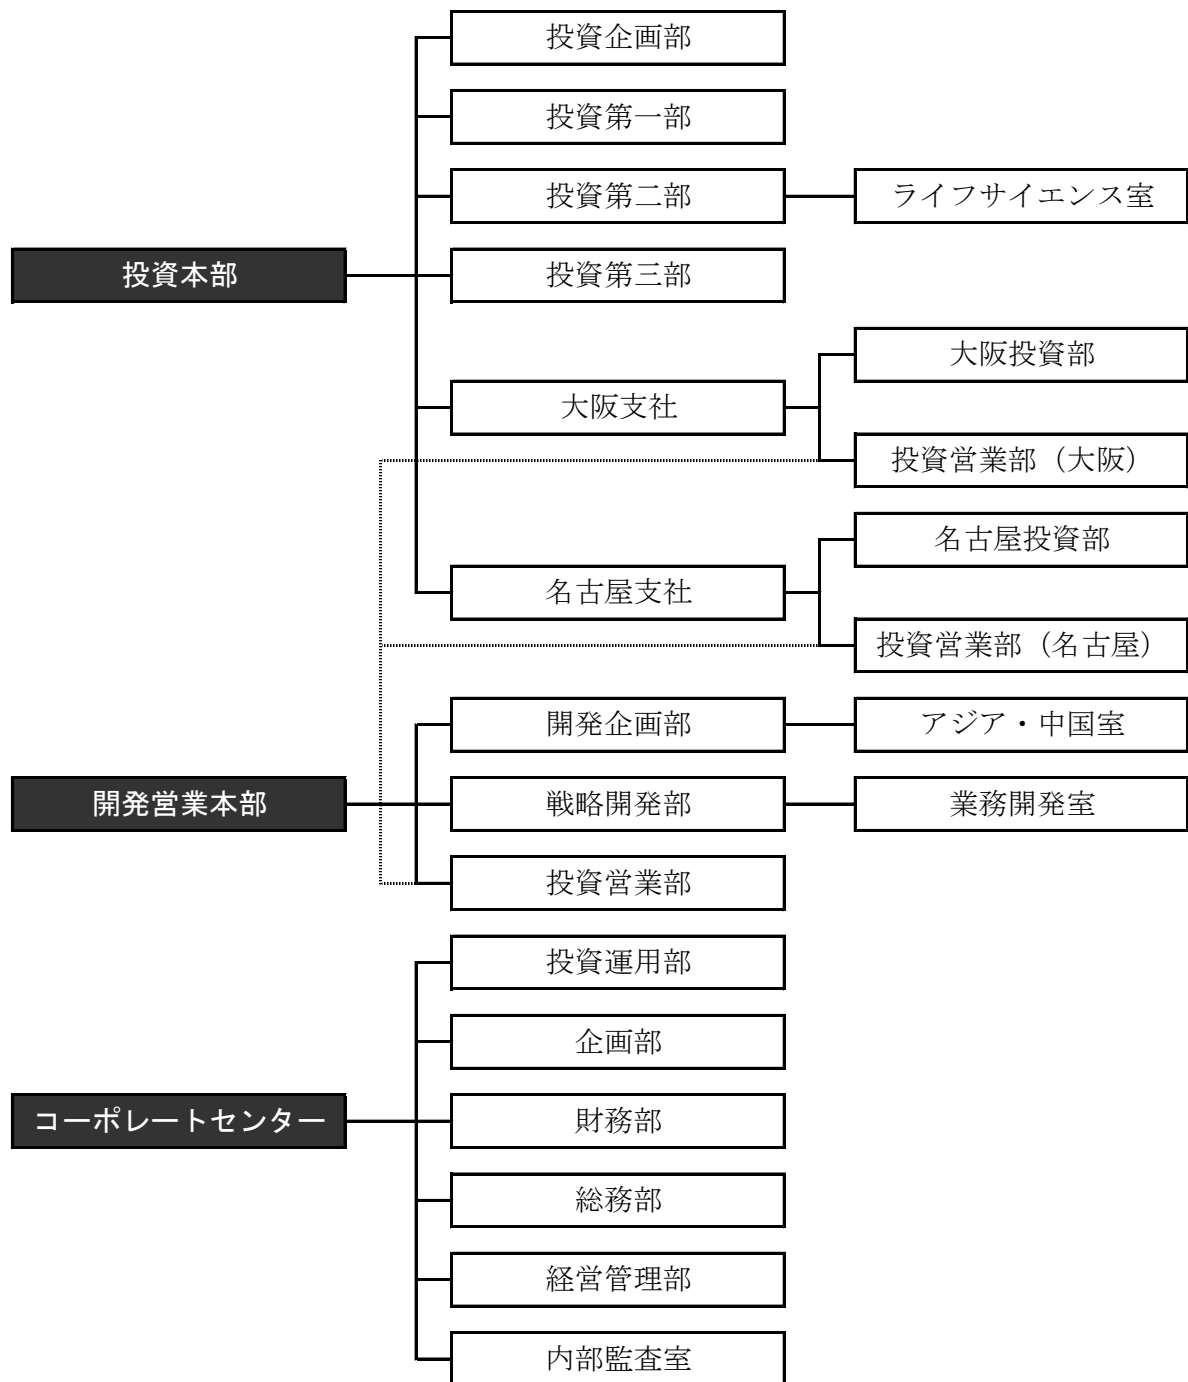 投資企画部
投資第一部
投資第二部
ライフサイエンス室
投資本部
投資第三部
大阪投資部
大阪支社
投資営業部（大阪）
名古屋投資部
名古屋支社
投資営業部（名古屋）
開発企画部
アジア・中国室
開発営業本部
戦略開発部
業務開発室
投資営業部
投資運用部
企画部
コーポレートセンター
財務部
総務部
経営管理部
内部監査室